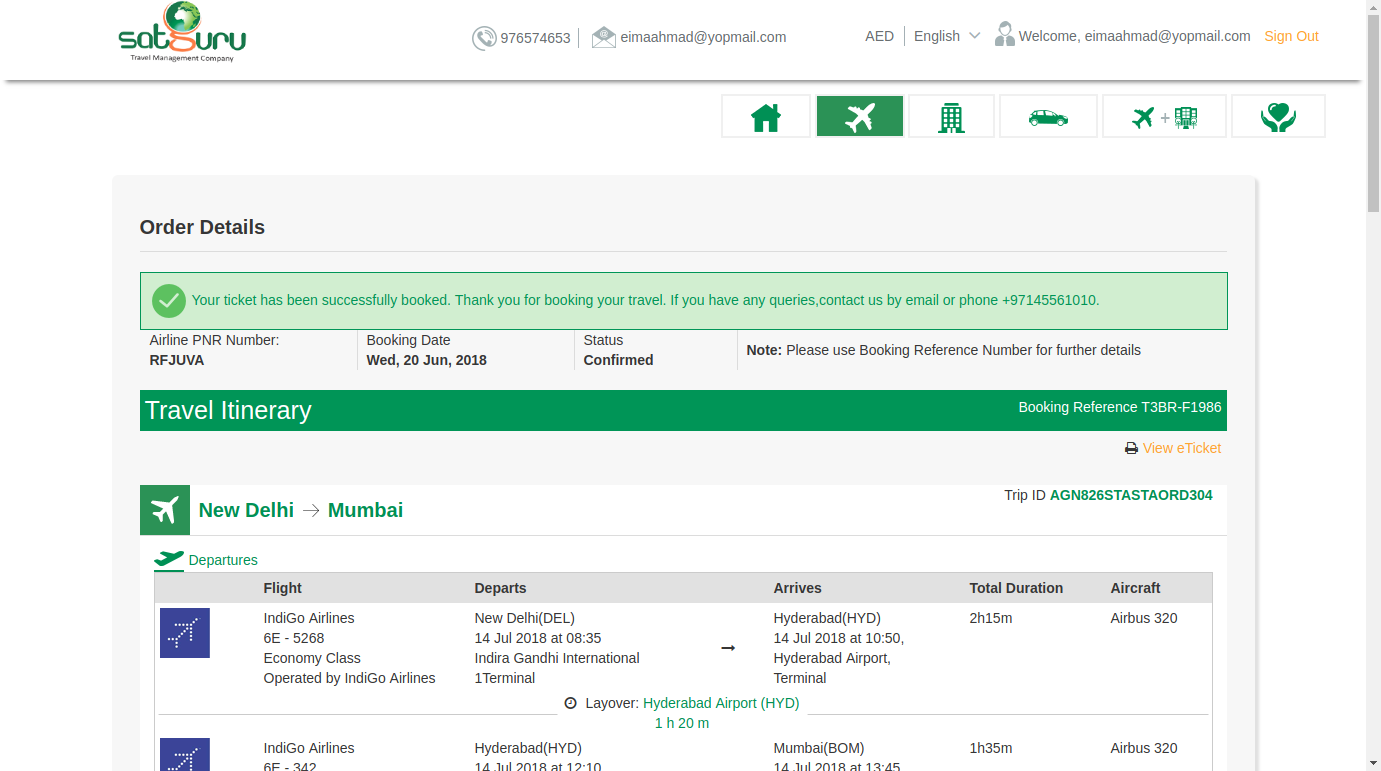 satguru
Travel Management Company
976574653
eimaahmad@yopmail.com
AED
English
Welcome, eimaahmad@yopmail.com
Sign Out
+
Order Details
Your ticket has been successfully booked. Thank you for booking your travel. If you have any queries,contact us by email or phone +97145561010.
Airline PNR Number:
RFJUVA
Booking Date
Wed, 20 Jun, 2018
Status
Confirmed
Note: Please use Booking Reference Number for further details
Travel Itinerary
Booking Reference T3BR-F1986
View eTicket
New Delhi → Mumbai
Trip ID AGN826STASTAORD304
Departures
Flight Departs Arrives Total Duration Aircraft
IndiGo Airlines
6E - 5268
Economy Class
Operated by IndiGo Airlines
New Delhi(DEL)
14 Jul 2018 at 08:35
Indira Gandhi International
1Terminal
→
Hyderabad(HYD)
14 Jul 2018 at 10:50,
Hyderabad Airport,
Terminal
2h15m
Airbus 320
Layover: Hyderabad Airport (HYD)
1 h 20 m
IndiGo Airlines
6E - 342
Hyderabad(HYD)
14 Jul 2018 at 12:10
Mumbai(BOM)
14 Jul 2018 at 13:45
1h35m
Airbus 320